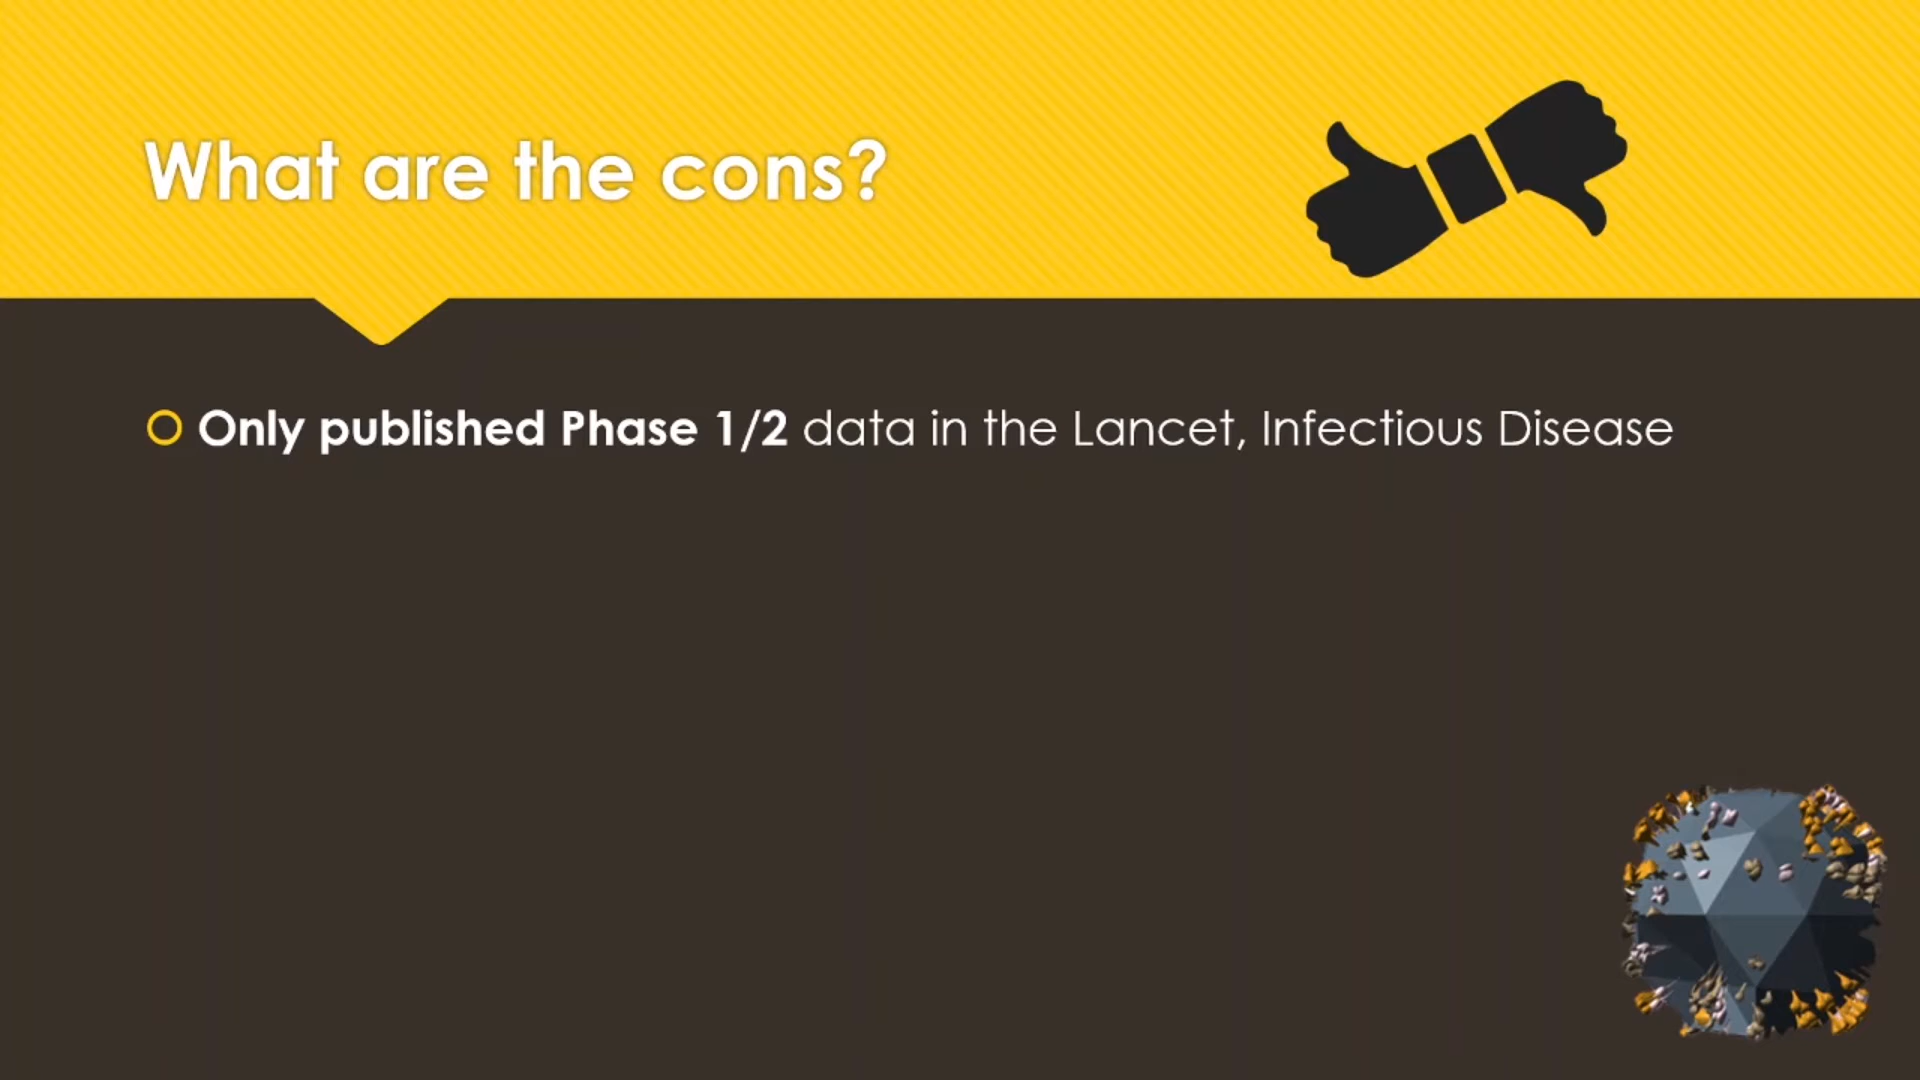 What are the cons?
Only published Phase 1/2 data in the Lancet, Infectious Disease